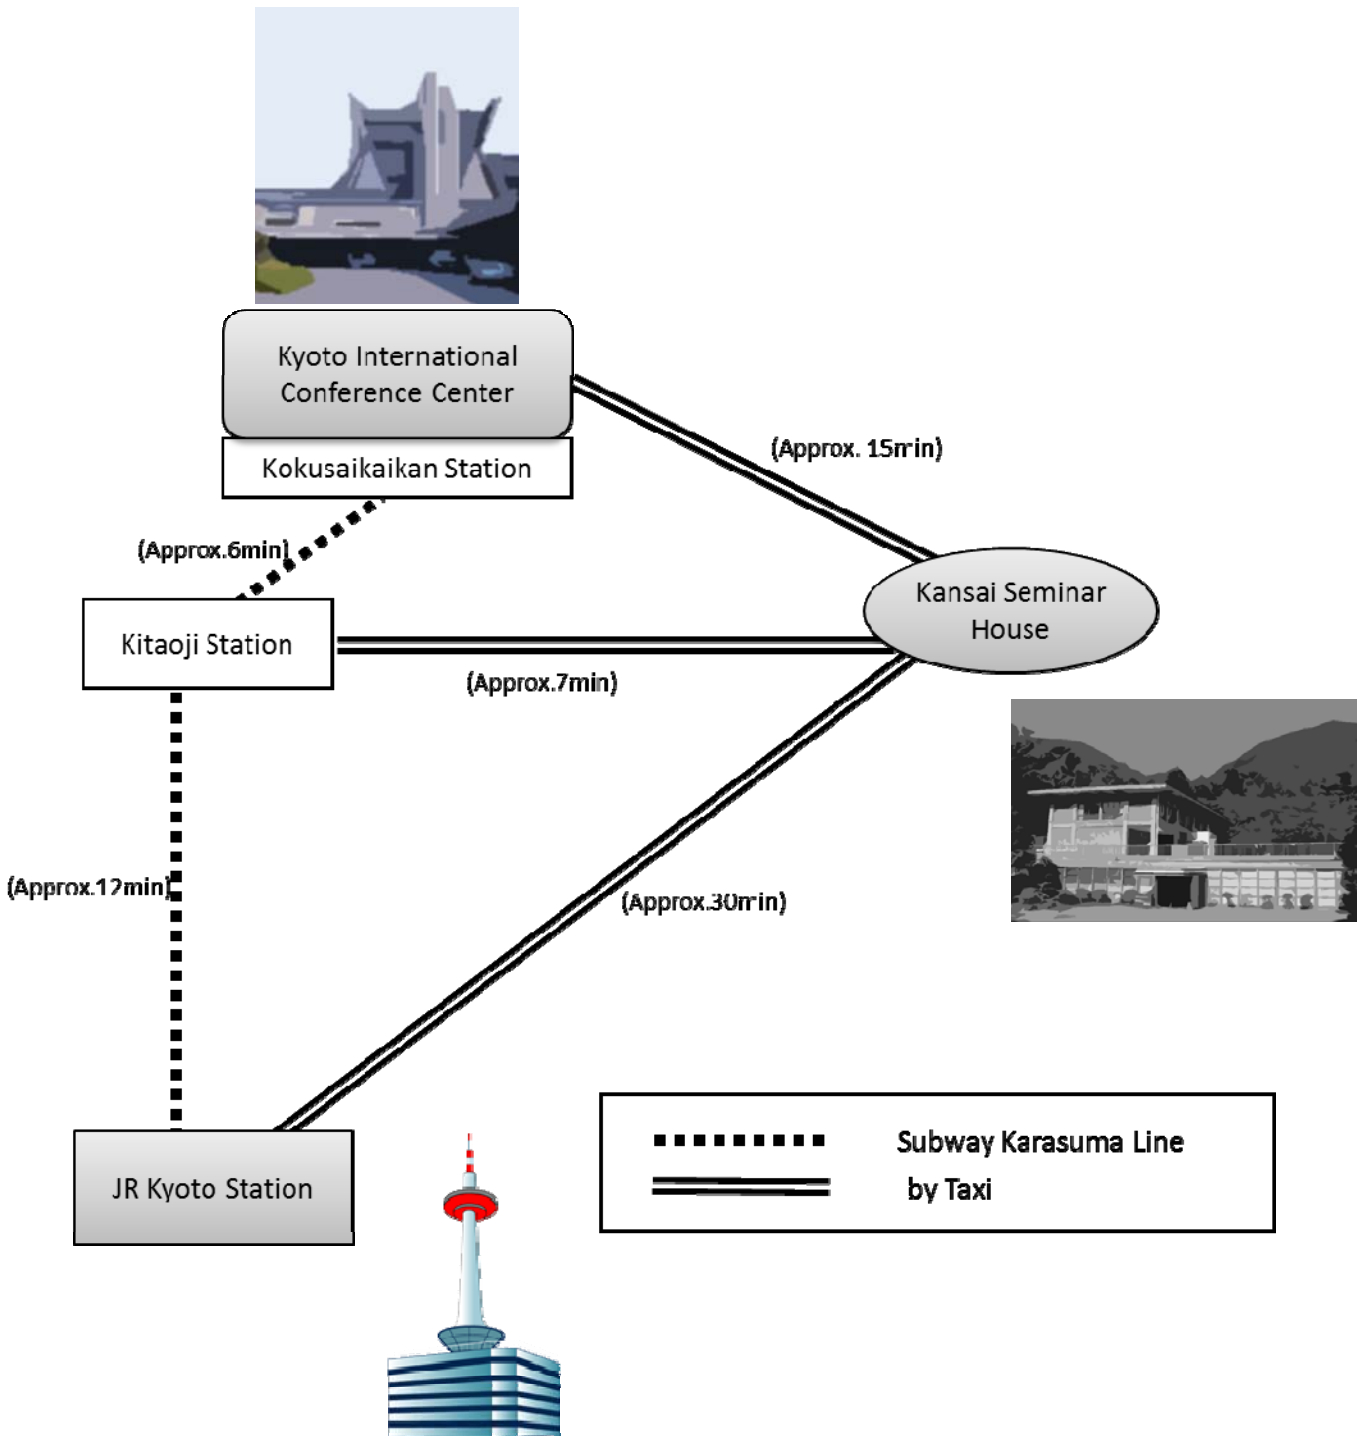 Kyoto International
Conference Center
Kokusaikaikan Station
(Approx. 15min)
(Approx.6min)
Kansai Seminar
House
Kitaoji Station
(Approx.7min)
(Approx.12min)
(Approx.30min)
JR Kyoto Station
Subway Karasuma Line
by Taxi